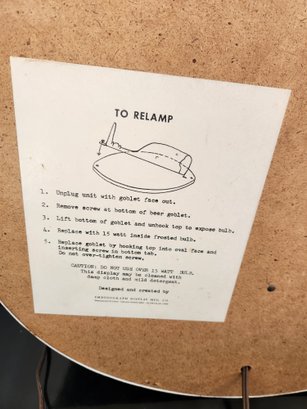 TO RELAMP
1. Unplug unit with goblet face out.
2. Remove screw at bottom of beer goblet.
3. Lift bottom of goblet and unhook top to expose bulb.
4. Replace with 15 watt inside frosted bulb.
5. Replace goblet by hooking top into oval face and
inserting screw in bottom tab.
Do not over-tighten screw.
CAUTION: DO NOT USE OVER 15 WATT BULB.
This display may be cleaned with
damp cloth and mild detergent.
Designed and created by
DISPLAY MFG. CO.